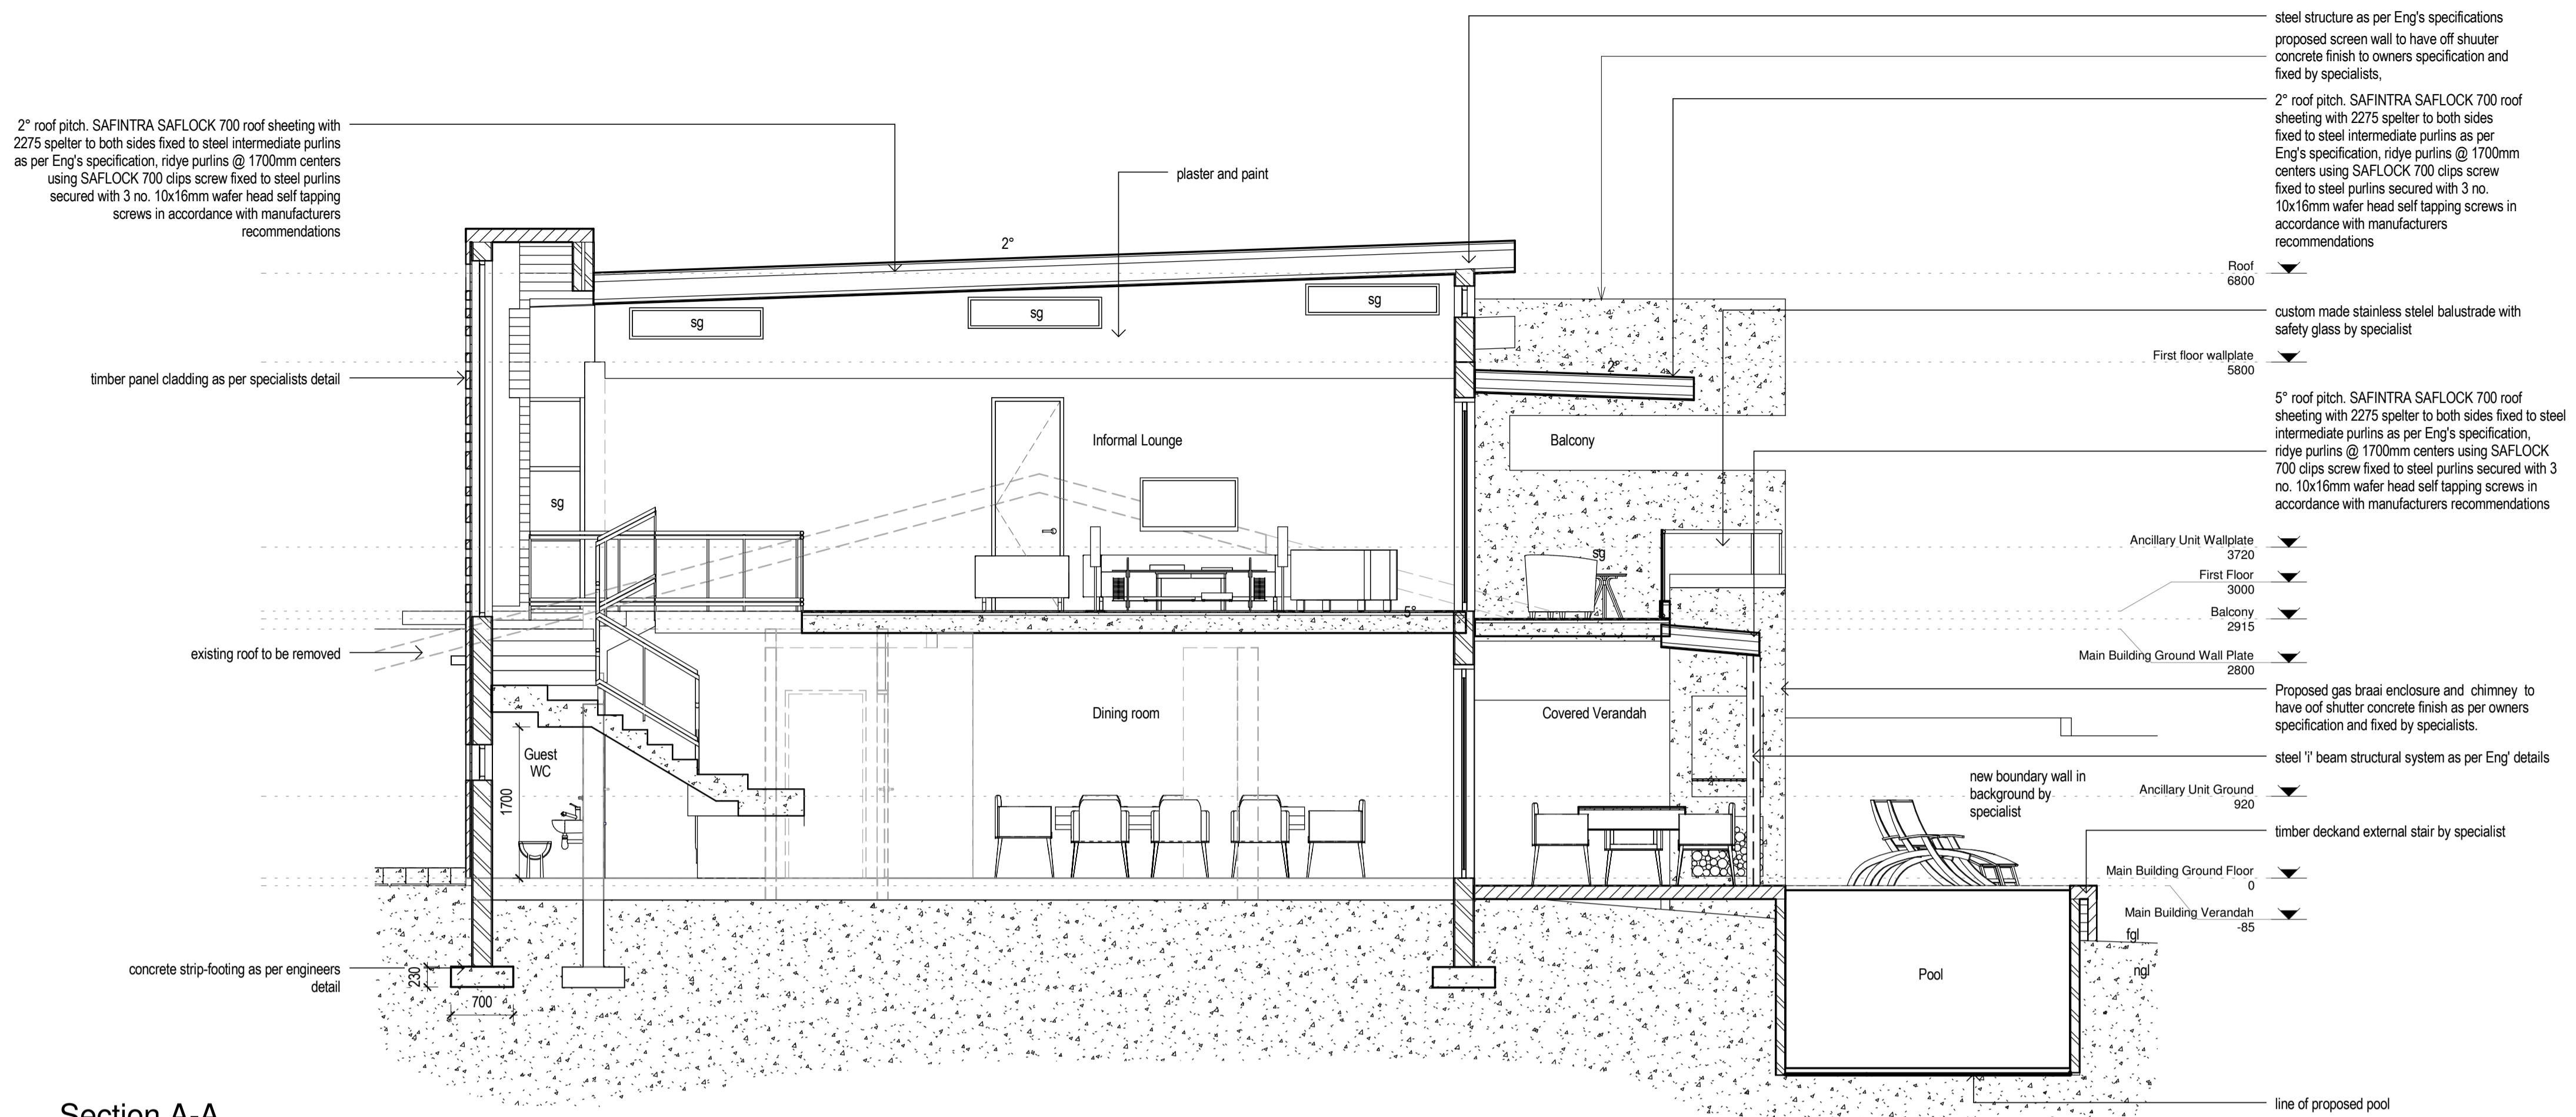 steel structure as per Eng's specifications
proposed screen wall to have off shuuter
concrete finish to owners specification and
fixed by specialists,
2° roof pitch. SAFINTRA SAFLOCK 700 roof
sheeting with 2275 spelter to both sides
fixed to steel intermediate purlins as per
Eng's specification, ridye purlins @ 1700mm
centers using SAFLOCK 700 clips screw
fixed to steel purlins secured with 3 no.
10x16mm wafer head self tapping screws in
accordance with manufacturers
recommendations
2° roof pitch. SAFINTRA SAFLOCK 700 roof sheeting with
2275 spelter to both sides fixed to steel intermediate purlins
as per Eng's specification, ridye purlins @ 1700mm centers
using SAFLOCK 700 clips screw fixed to steel purlins
secured with 3 no. 10x16mm wafer head self tapping
screws in accordance with manufacturers
recommendations
plaster and paint
2°
Roof
6800
sg
sg
sg
custom made stainless stelel balustrade with
safety glass by specialist
First floor wallplate
5800
2°
timber panel cladding as per specialists detail
5° roof pitch. SAFINTRA SAFLOCK 700 roof
sheeting with 2275 spelter to both sides fixed to steel
intermediate purlins as per Eng's specification,
ridye purlins @ 1700mm centers using SAFLOCK
700 clips screw fixed to steel purlins secured with 3
no. 10x16mm wafer head self tapping screws in
accordance with manufacturers recommendations
Informal Lounge
Balcony
sg
sg
Ancillary Unit Wallplate
3720
First Floor
3000
5°
Balcony
2915
existing roof to be removed
Main Building Ground Wall Plate
2800
Proposed gas braai enclosure and chimney to
have oof shutter concrete finish as per owners
specification and fixed by specialists.
Dining room
Covered Verandah
Guest
WC
steel 'i' beam structural system as per Eng' details
new boundary wall in
background by
specialist
1700
Ancillary Unit Ground
920
timber deckand external stair by specialist
Main Building Ground Floor
0
Main Building Verandah
-85
fgl
ngl
concrete strip-footing as per engineers
detail
230
700
Pool
line of proposed pool
Section A-A